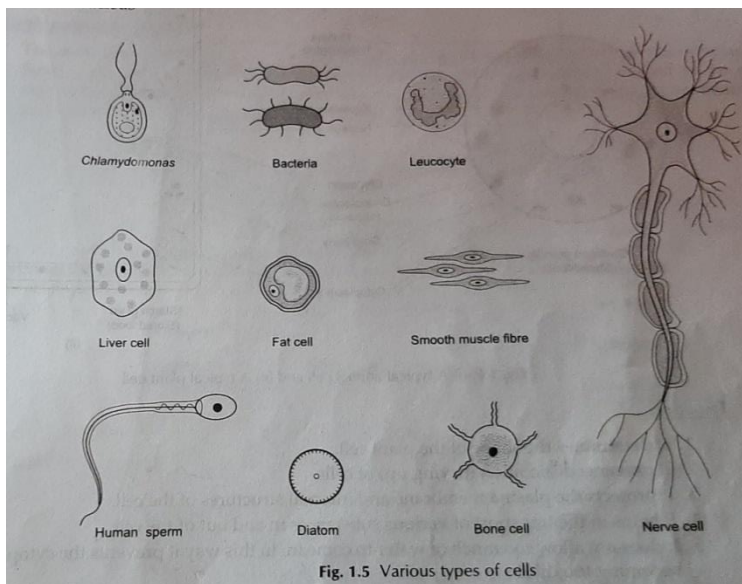 Chlamydomonas
Bacteria
Leucocyte
Liver cell
Fat cell
Smooth muscle fibre
Human sperm
Diatom
Bone cell
Nerve cell
Fig. 1.5 Various types of cells